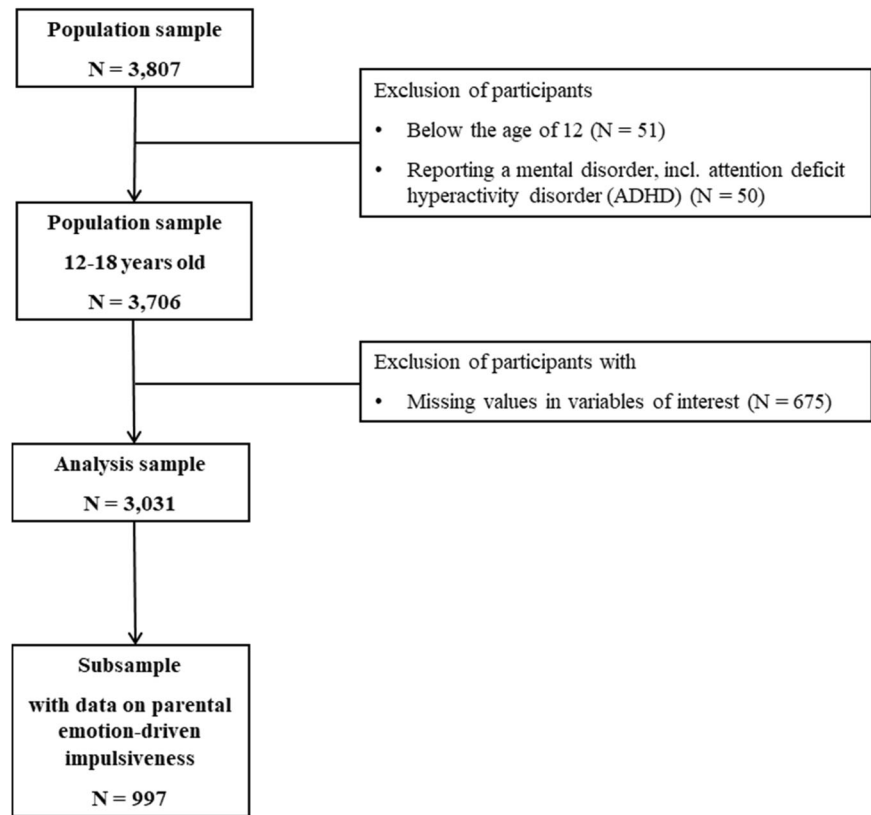 Population sample
N = 3,807
Exclusion of participants
• Below the age of 12 (N = 51)
• Reporting a mental disorder, incl. attention deficit
hyperactivity disorder (ADHD) (N = 50)
Population sample
12-18 years old
N = 3,706
Exclusion of participants with
• Missing values in variables of interest (N = 675)
Analysis sample
N = 3,031
Subsample
with data on parental
emotion-driven
impulsiveness
N = 997